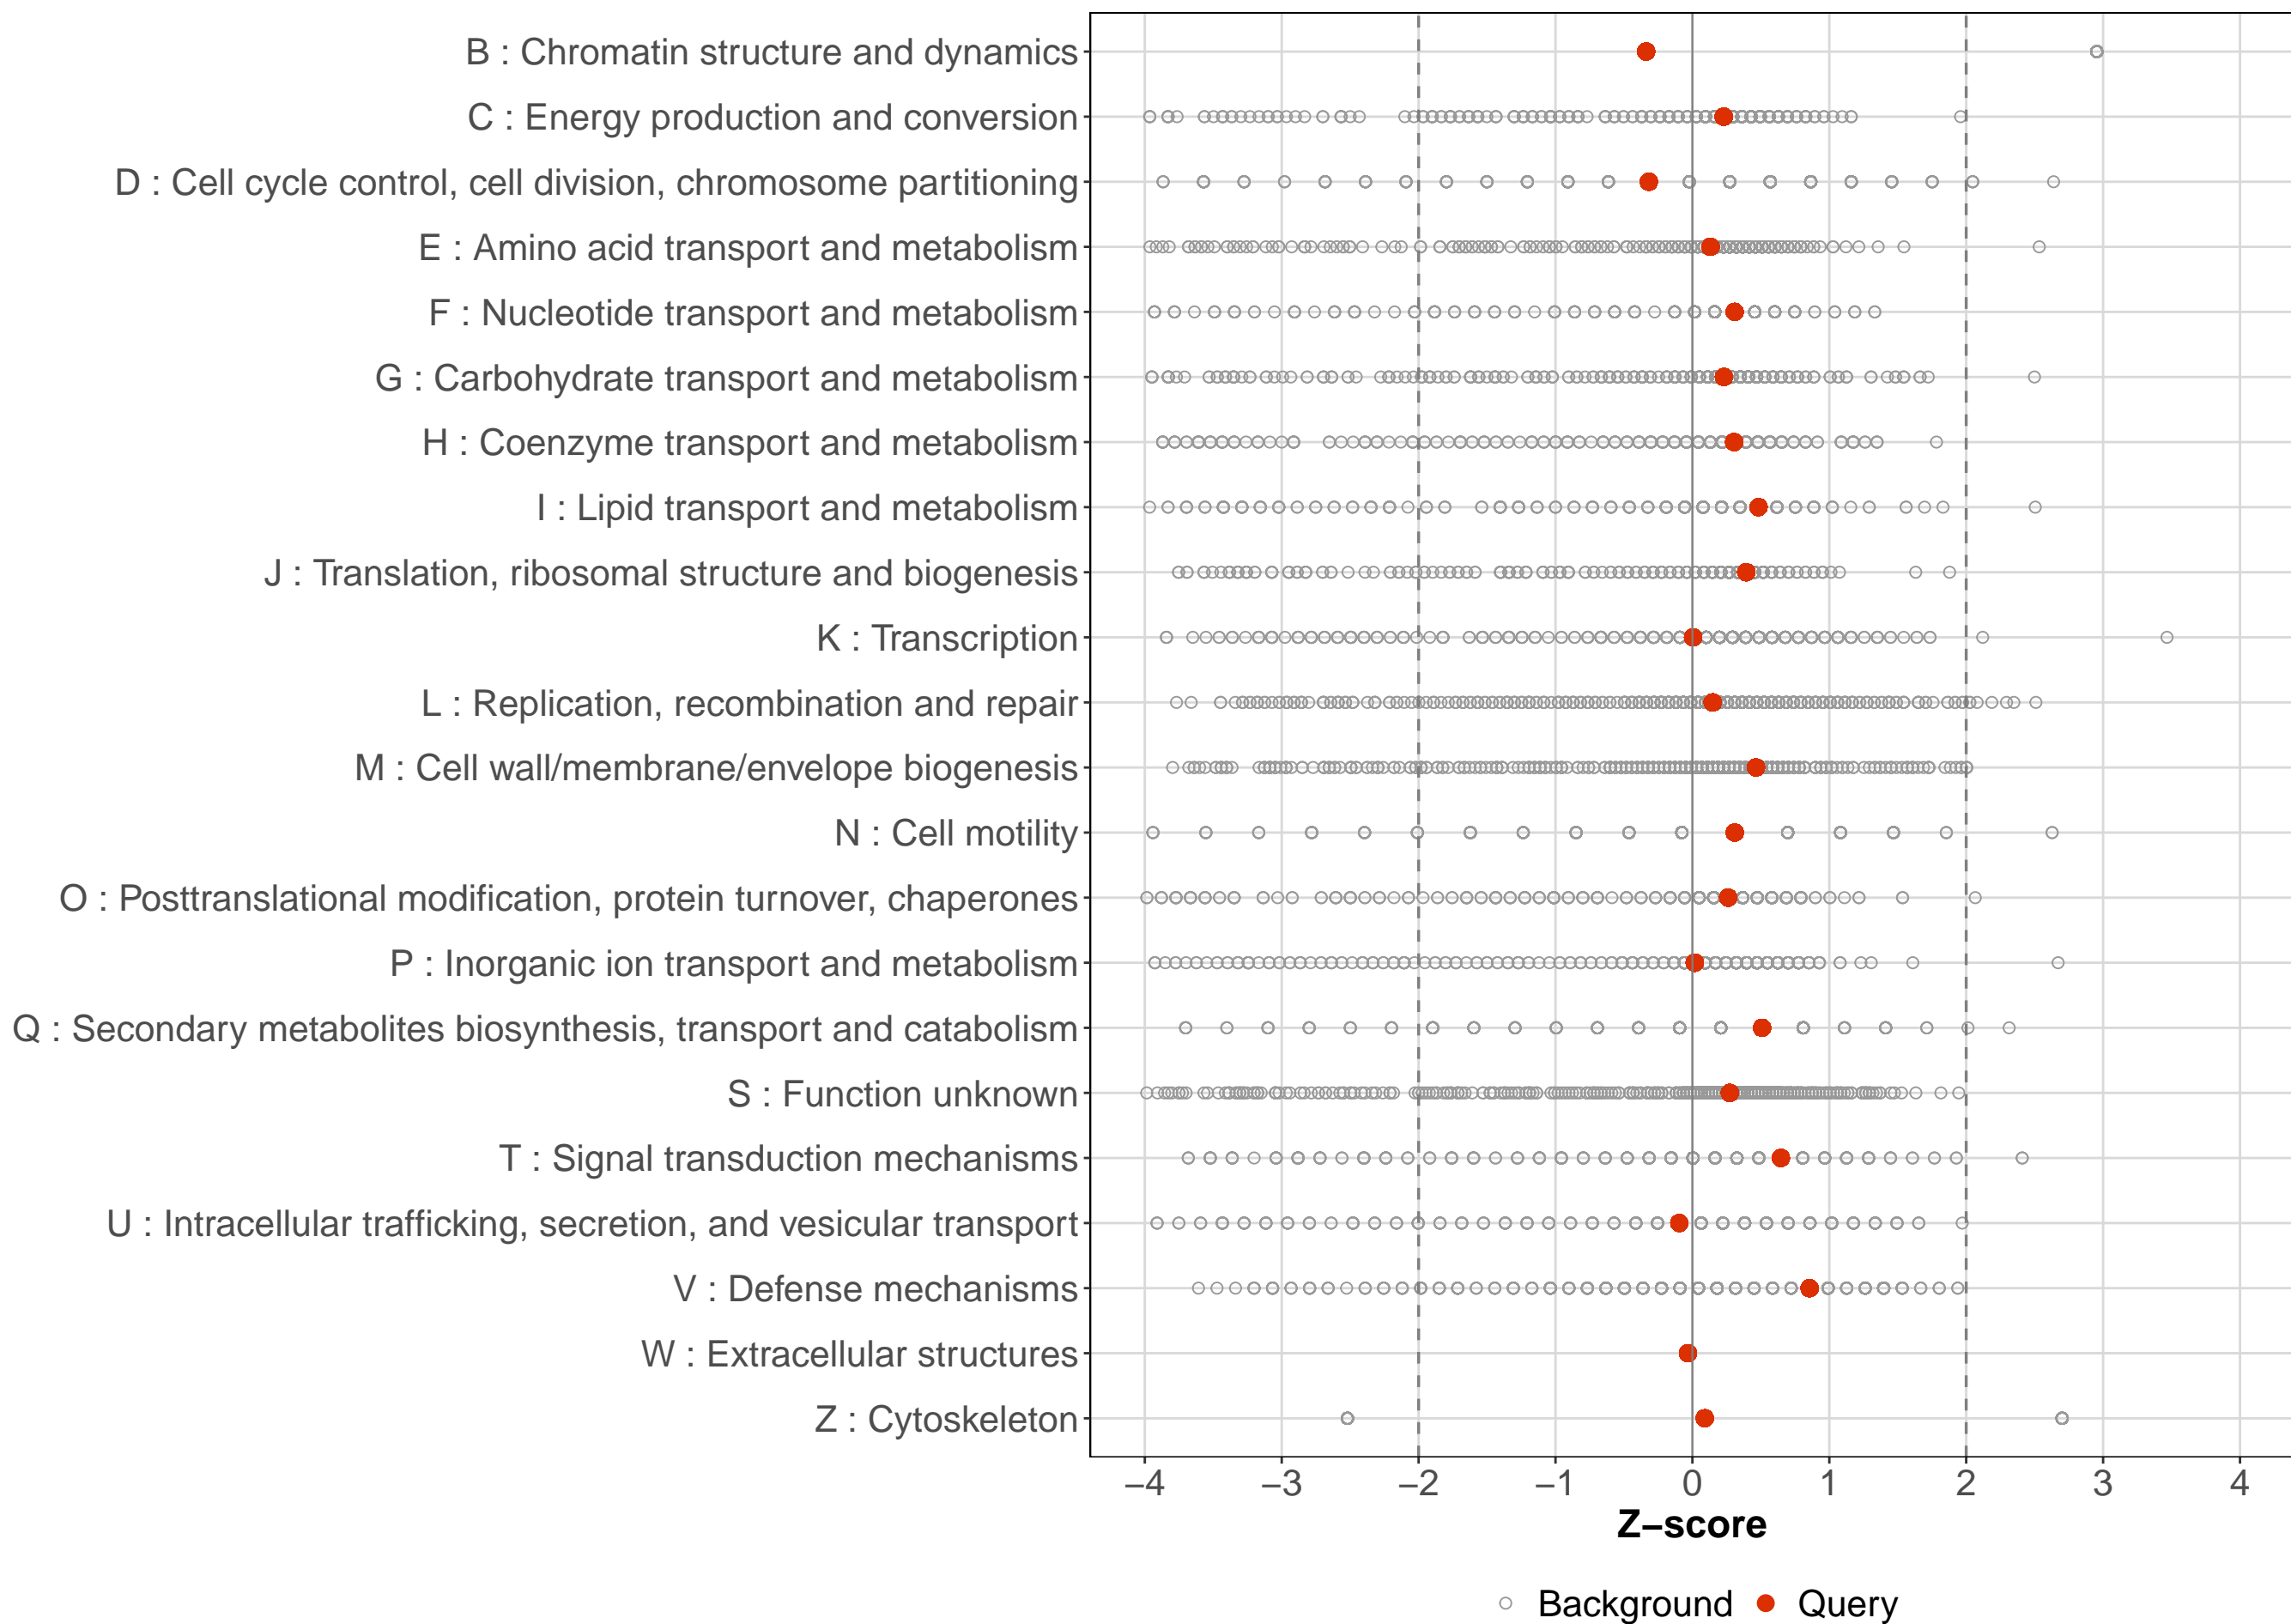 B : Chromatin structure and dynamics
C : Energy production and conversion
D : Cell cycle control, cell division, chromosome partitioning
E : Amino acid transport and metabolism
F : Nucleotide transport and metabolism
G : Carbohydrate transport and metabolism
H : Coenzyme transport and metabolism
I : Lipid transport and metabolism
J : Translation, ribosomal structure and biogenesis
K : Transcription
L : Replication, recombination and repair
M : Cell wall/membrane/envelope biogenesis
N : Cell motility
O : Posttranslational modification, protein turnover, chaperones
P : Inorganic ion transport and metabolism
Q : Secondary metabolites biosynthesis, transport and catabolism
S : Function unknown
T : Signal transduction mechanisms
U : Intracellular trafficking, secretion, and vesicular transport
V : Defense mechanisms
W : Extracellular structures
Z : Cytoskeleton
−4 −3 −2 −1 0 1 2 3 4
Z−score
Background Query